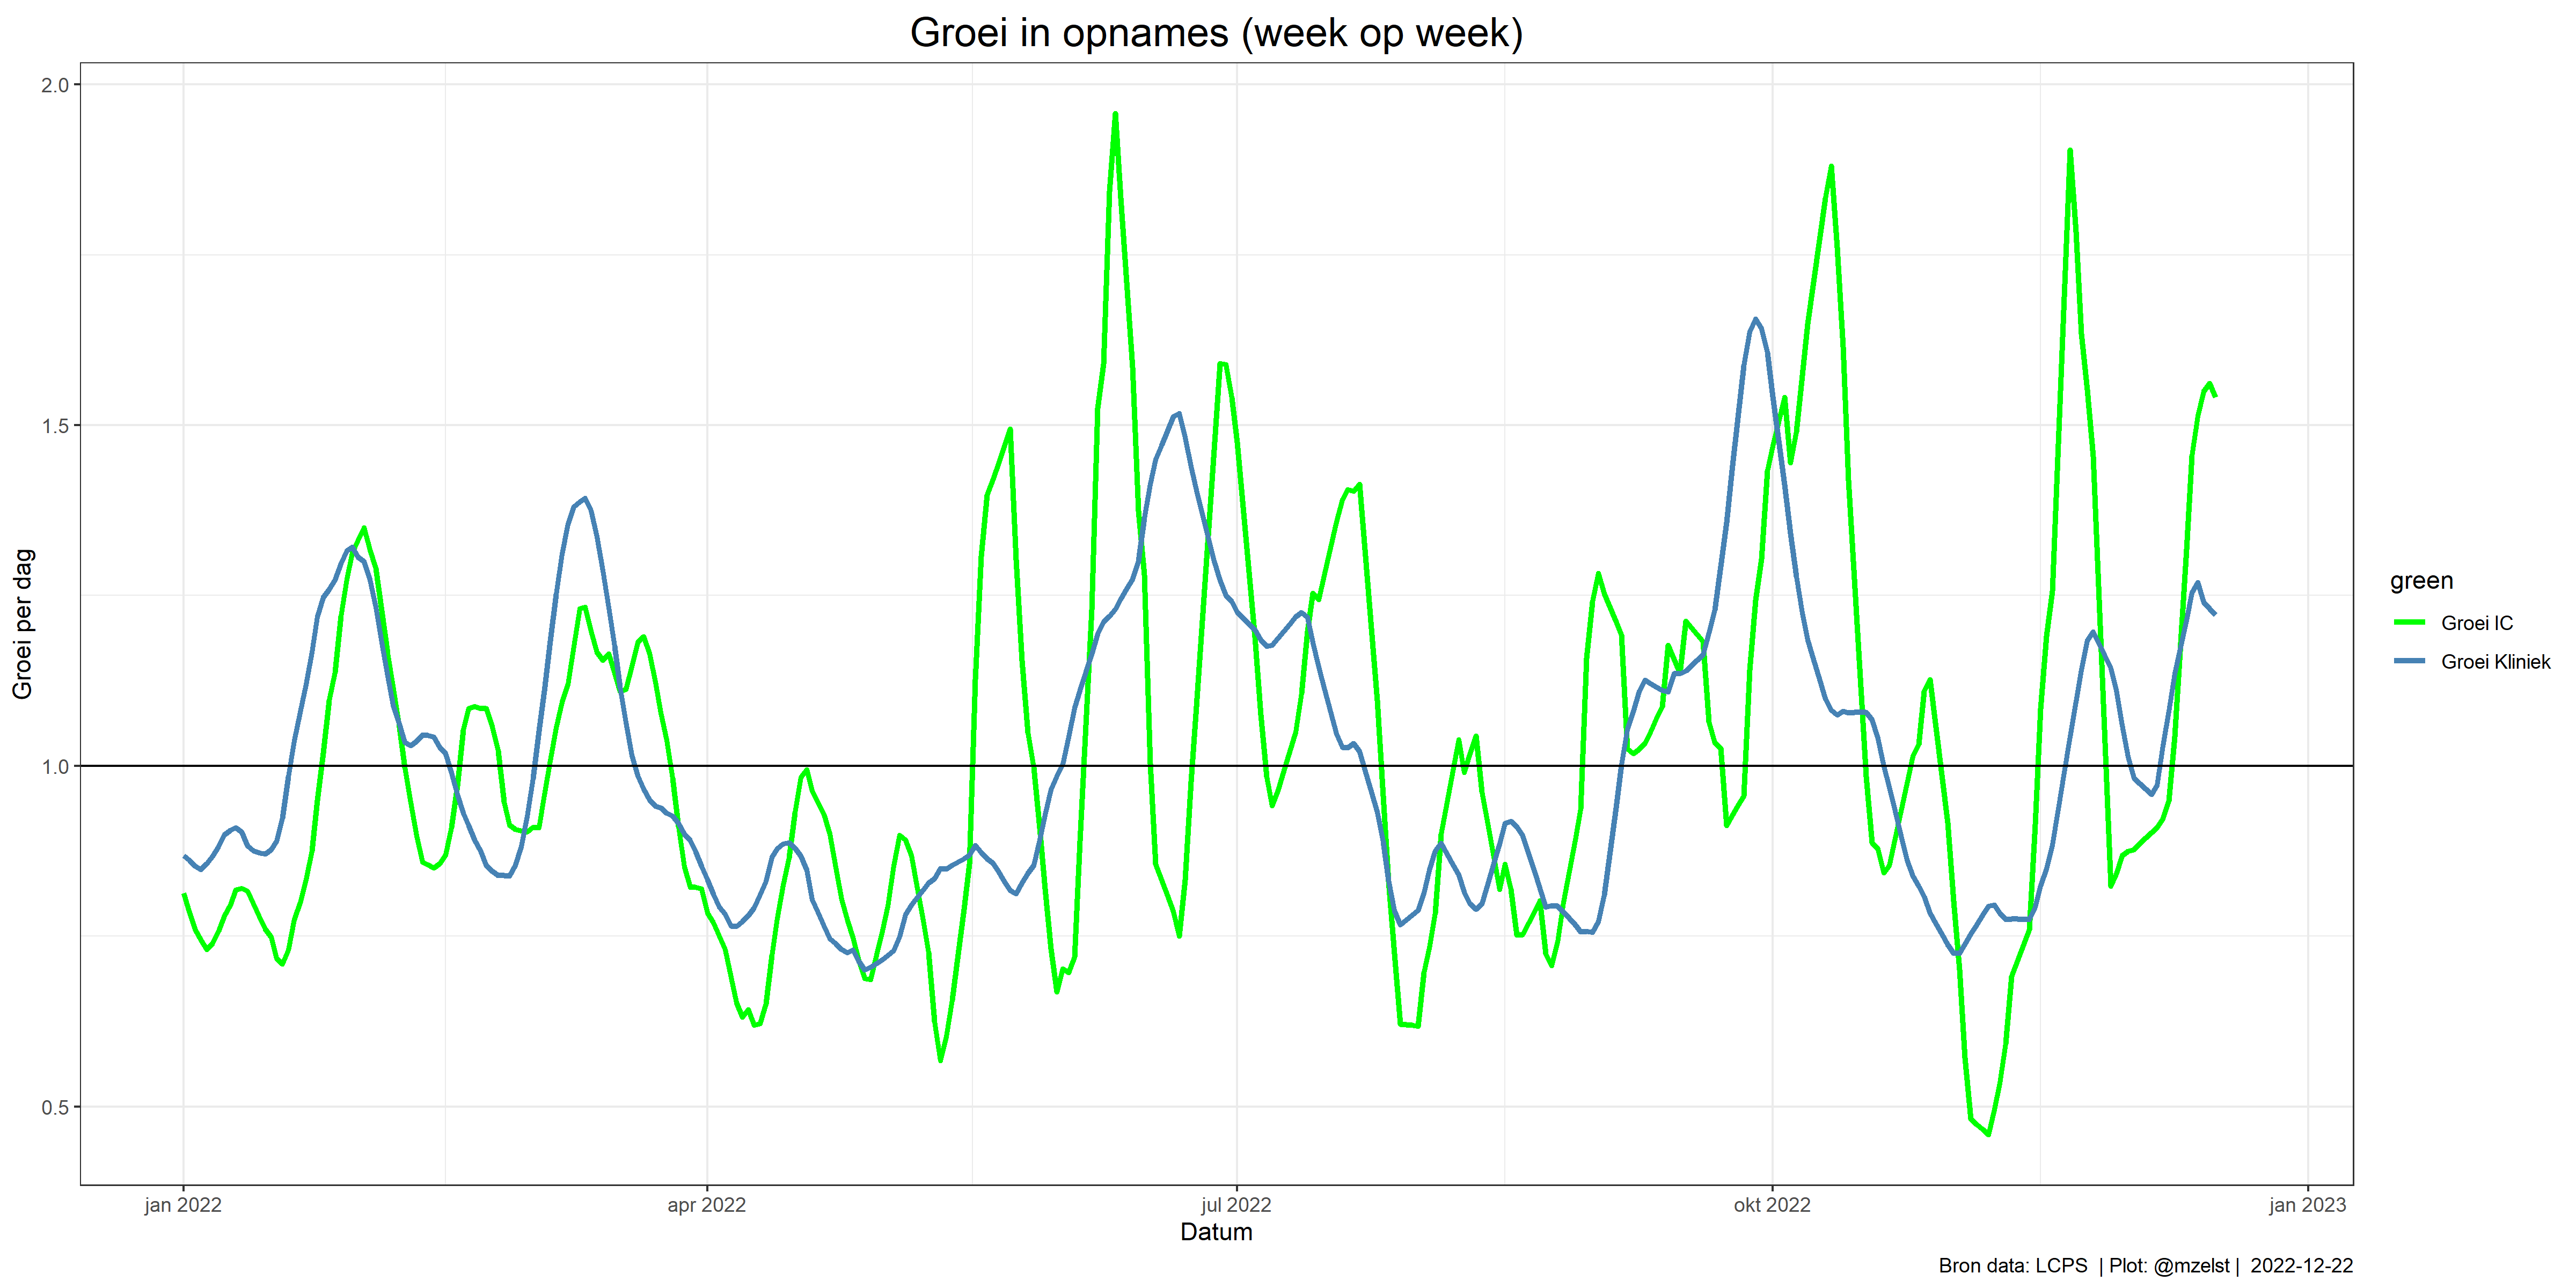 Groei in opnames (week op week)
2.0
1.5
1.0
0.5
Groei per dag
jan 2022
apr 2022
jul 2022
okt 2022
jan 2023
Datum
green
Groei IC
Groei Kliniek
Bron data: LCPS | Plot: @mzelst | 2022-12-22